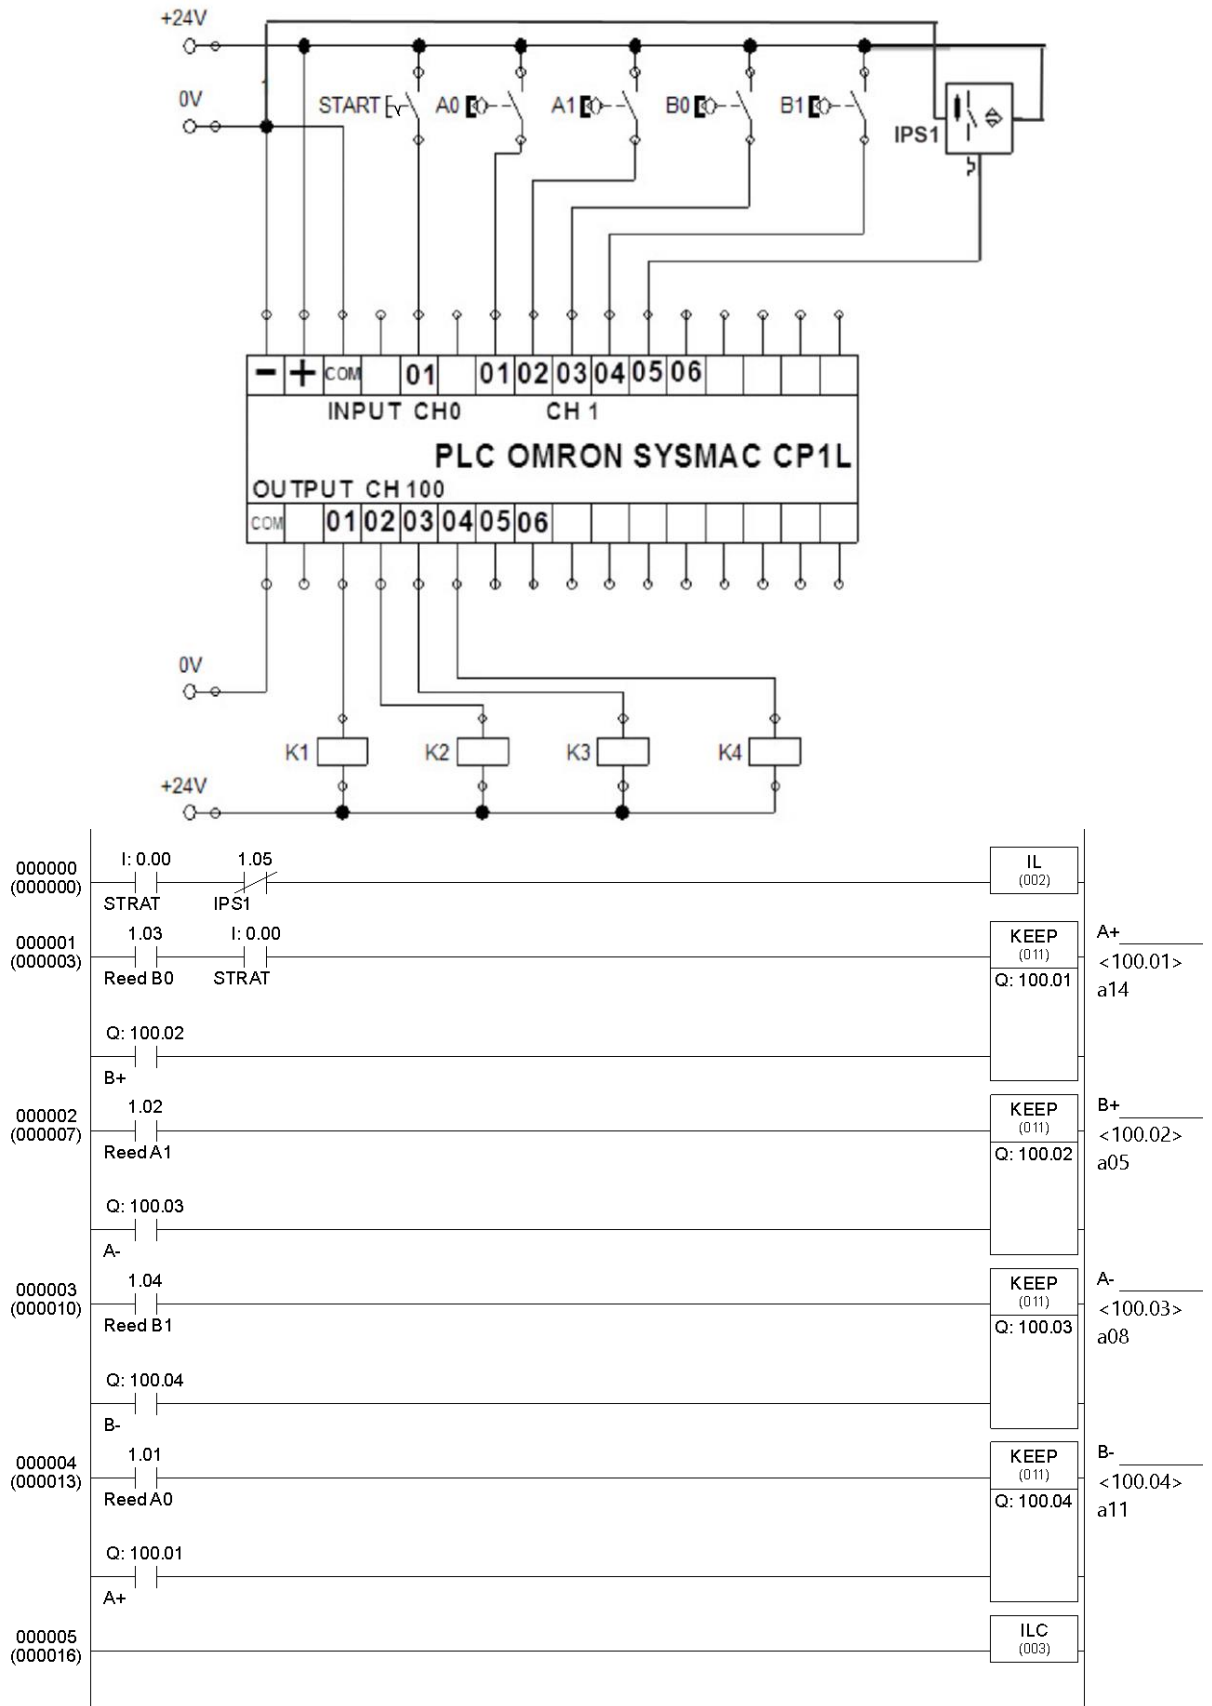 +24V
0V
START
A0
A1
B0
B1
IPS1
- + COM 01 01 02 03 04 05 06
INPUT CH0 CH 1
PLC OMRON SYSMAC CP1L
OUTPUT CH 100
COM 01 02 03 04 05 06
0V
K1 K2 K3 K4
+24V
000000
(000000)
I: 0.00
STRAT
1.05
IPS1
IL
(002)
000001
(000003)
1.03
Reed B0
I: 0.00
STRAT
KEEP
(011)
Q: 100.01
A+
<100.01>
a14
Q: 100.02
B+
000002
(000007)
1.02
Reed A1
KEEP
(011)
Q: 100.02
B+
<100.02>
a05
Q: 100.03
A-
000003
(000010)
1.04
Reed B1
KEEP
(011)
Q: 100.03
A-
<100.03>
a08
Q: 100.04
B-
000004
(000013)
1.01
Reed A0
KEEP
(011)
Q: 100.04
B-
<100.04>
a11
Q: 100.01
A+
000005
(000016)
ILC
(003)